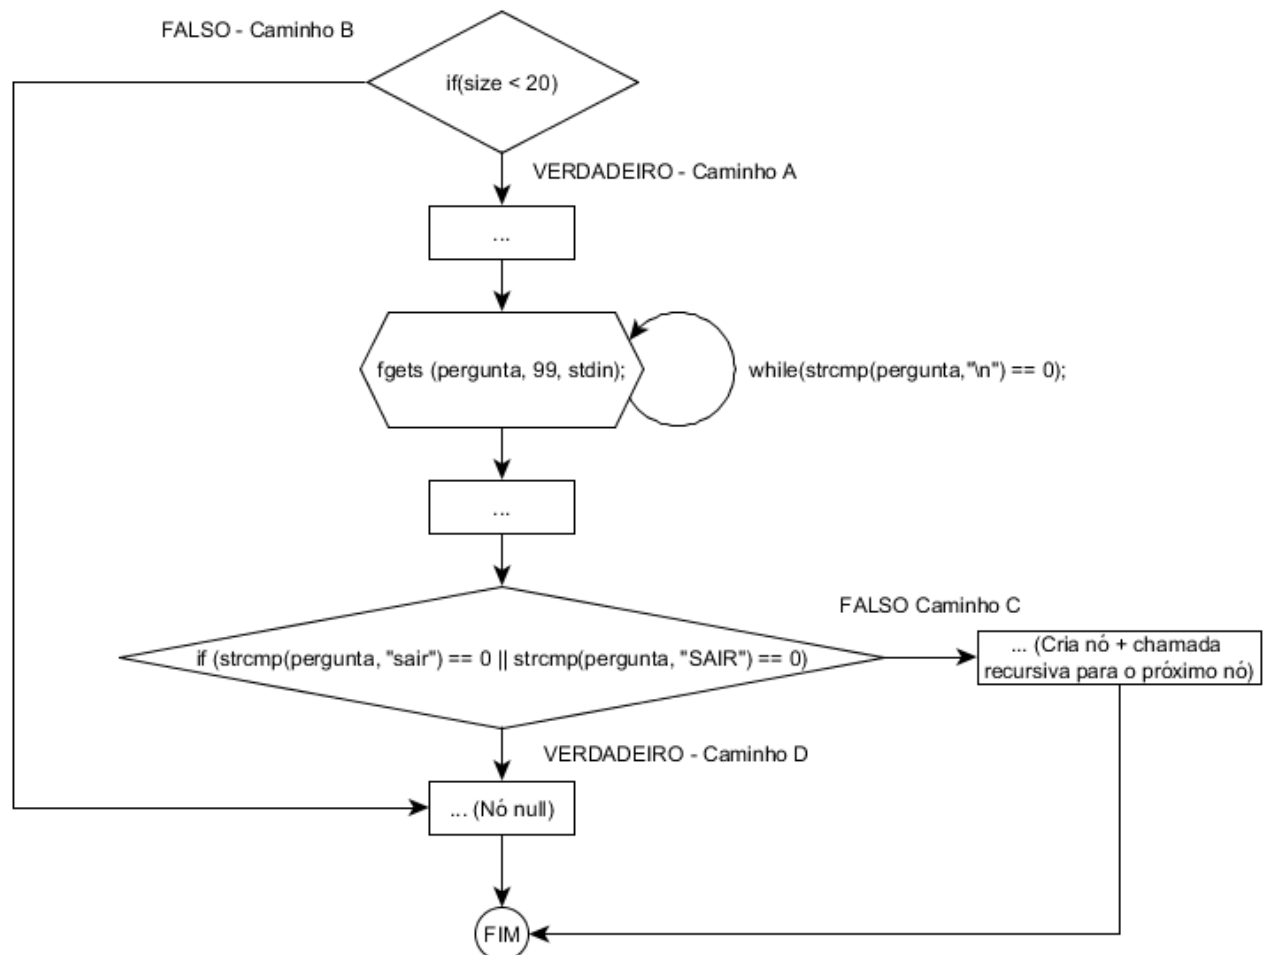 FALSO - Caminho B
if(size < 20)
VERDADEIRO - Caminho A
...
fgets (pergunta, 99, stdin);
while(strcmp(pergunta,"\n") == 0);
...
FALSO Caminho C
if (strcmp(pergunta, "sair") == 0 || strcmp(pergunta, "SAIR") == 0)
... (Cria nó + chamada
recursiva para o próximo nó)
VERDADEIRO - Caminho D
... (Nó null)
FIM